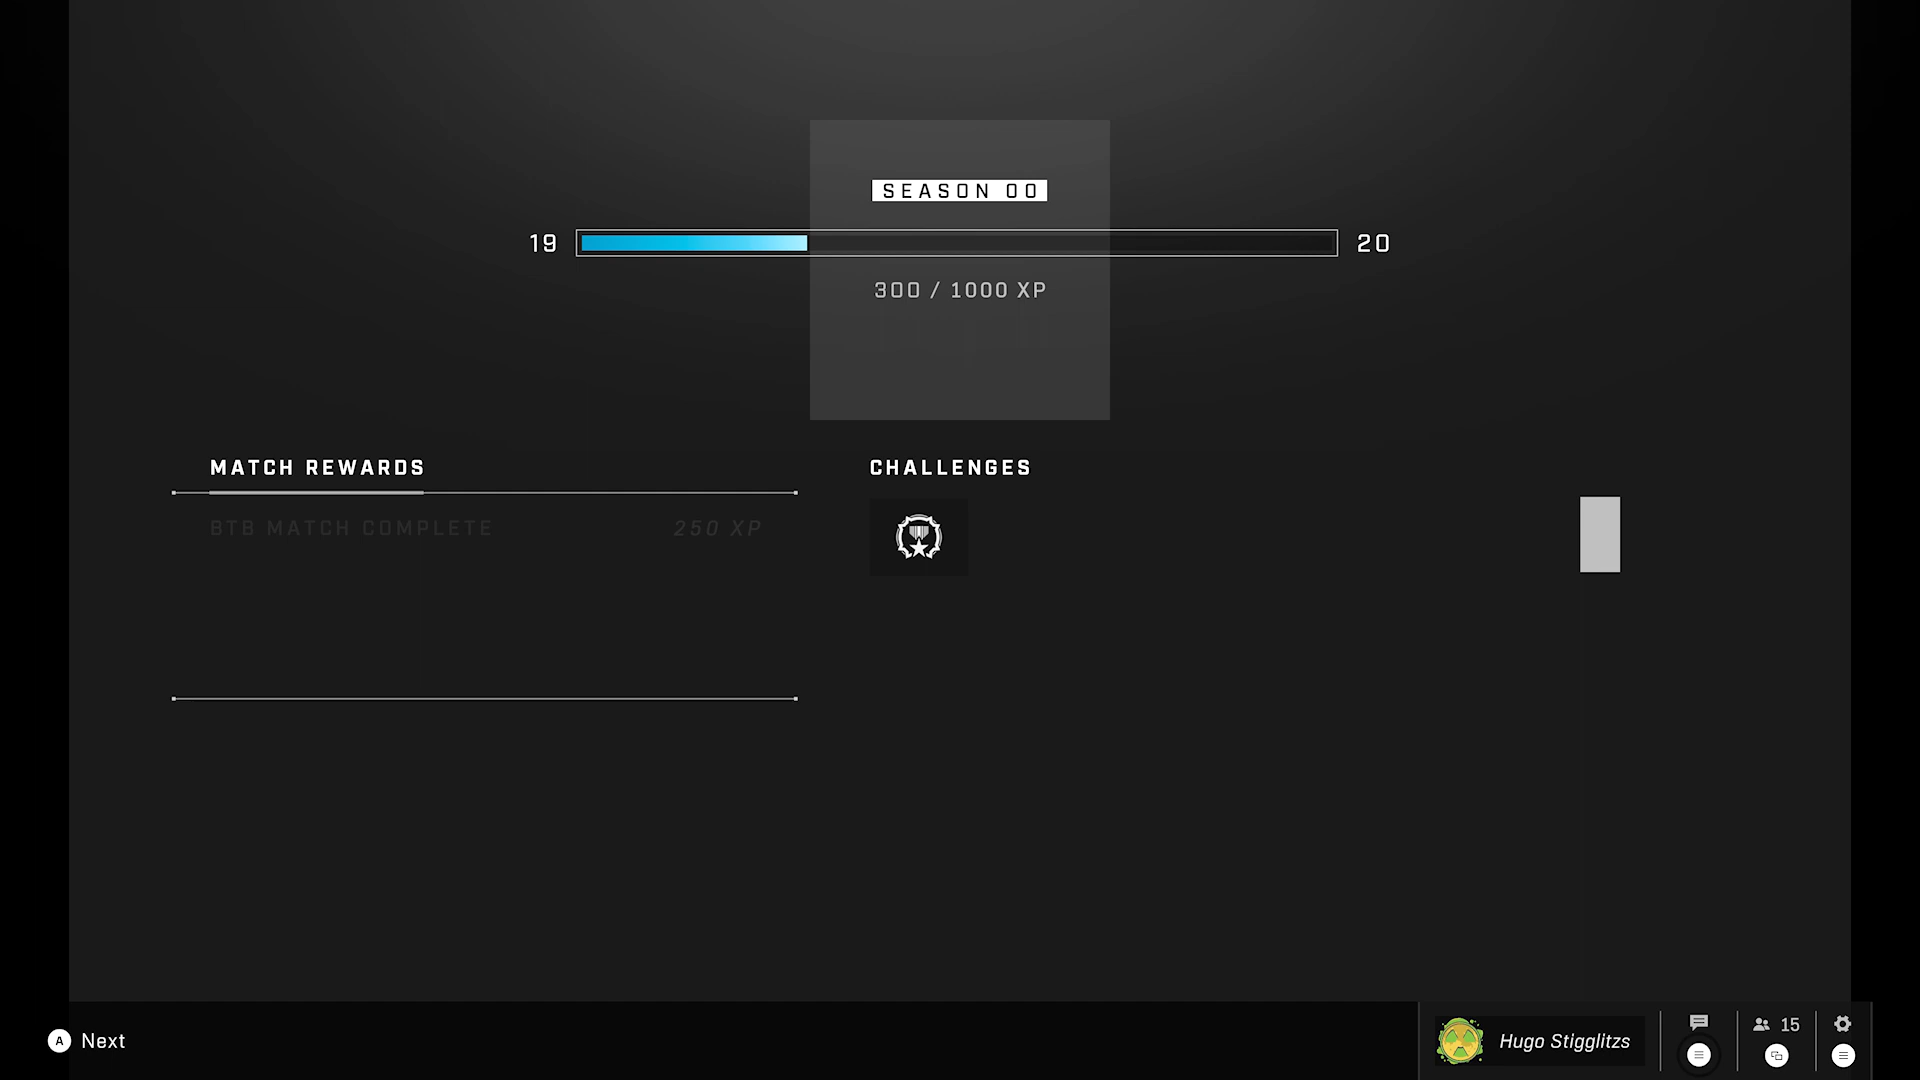 SEASON 00
19
20
300 / 1000 XP
MATCH REWARDS
BTB MATCH COMPLETE 250 XP
CHALLENGES
A Next
Hugo Stigglitzs
15